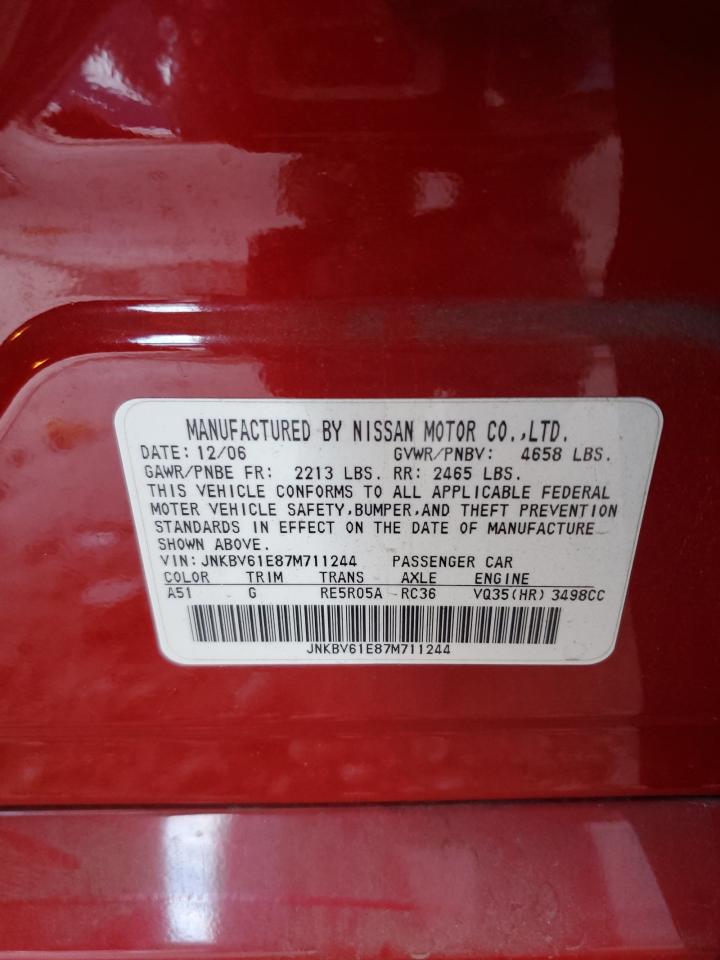 MANUFACTURED BY NISSAN MOTOR CO.,LTD.
DATE: 12/06 GVWR/PNBV: 4658 LBS.
GAWR/PNBE FR: 2213 LBS. RR: 2465 LBS.
THIS VEHICLE CONFORMS TO ALL APPLICABLE FEDERAL
MOTOR VEHICLE SAFETY,BUMPER,AND THEFT PREVENTION
STANDARDS IN EFFECT ON THE DATE OF MANUFACTURE
SHOWN ABOVE.
VIN: JNKBV61E87M711244 PASSENGER CAR
COLOR TRIM TRANS AXLE ENGINE
A51 G RE5R05A RC36 VQ35(HR) 3498CC
JNKBV61E87M711244